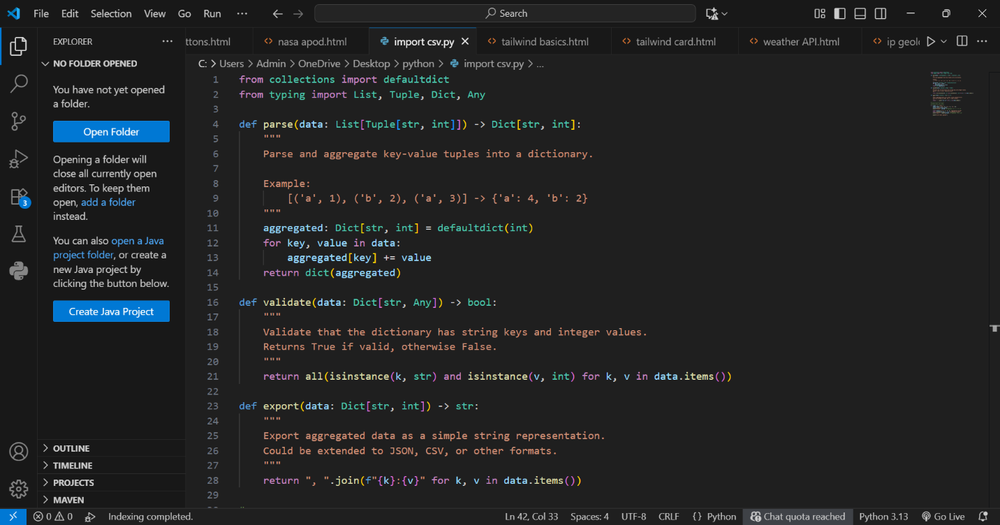 File Edit Selection View Go Run ··· Search
EXPLORER ···
ttons.html nasa apod.html import csv.py tailwind basics.html tailwind card.html weather API.html ip geol ···
NO FOLDER OPENED
You have not yet opened
a folder.
Open Folder
Opening a folder will
close all currently open
editors. To keep them
open, add a folder
instead.
3
You can also open a Java
project folder, or create a
new Java project by
clicking the button below.
Create Java Project
OUTLINE
TIMELINE
PROJECTS
MAVEN
C: > Users > Admin > OneDrive > Desktop > python > import csv.py > ...
1 from collections import defaultdict
2 from typing import List, Tuple, Dict, Any
3
4 def parse(data: List[Tuple[str, int]]) -> Dict[str, int]:
5     """
6     Parse and aggregate key-value tuples into a dictionary.
7
8     Example:
9         [('a', 1), ('b', 2), ('a', 3)] -> {'a': 4, 'b': 2}
10     """
11     aggregated: Dict[str, int] = defaultdict(int)
12     for key, value in data:
13         aggregated[key] += value
14     return dict(aggregated)
15
16 def validate(data: Dict[str, Any]) -> bool:
17     """
18     Validate that the dictionary has string keys and integer values.
19     Returns True if valid, otherwise False.
20     """
21     return all(isinstance(k, str) and isinstance(v, int) for k, v in data.items())
22
23 def export(data: Dict[str, int]) -> str:
24     """
25     Export aggregated data as a simple string representation.
26     Could be extended to JSON, CSV, or other formats.
27     """
28     return ", ".join(f"{k}:{v}" for k, v in data.items())
29
0 0 Indexing completed. Ln 42, Col 33 Spaces: 4 UTF-8 CRLF {} Python Chat quota reached Python 3.13 Go Live